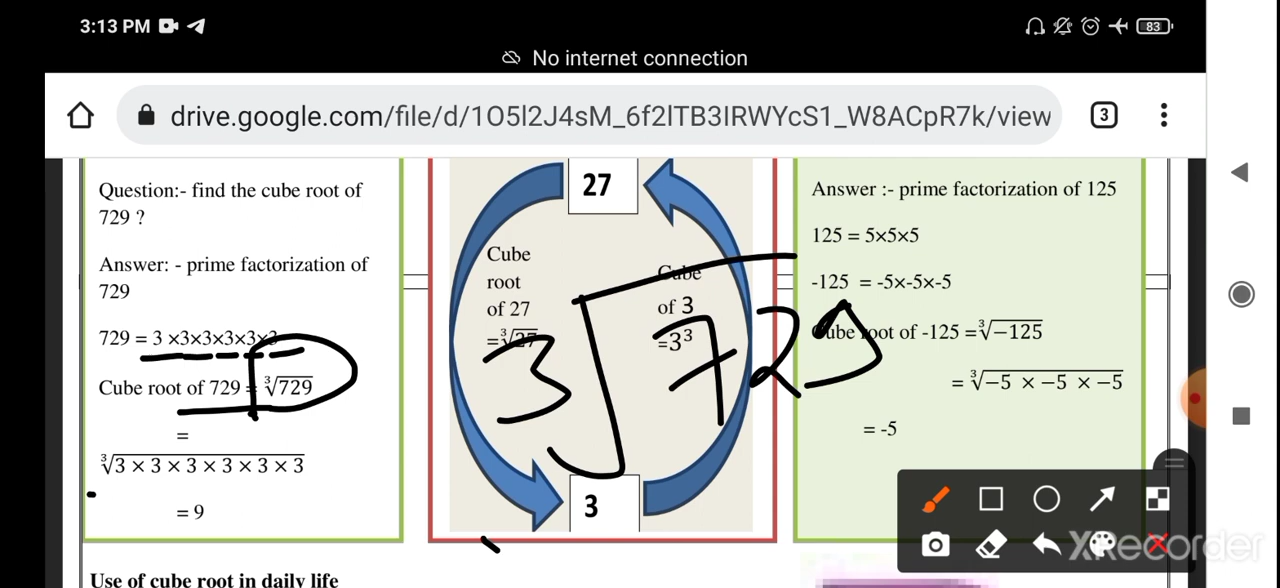 3:13 PM
83
No internet connection
drive.google.com/file/d/1O5l2J4sM_6f2lTB3IRWYcS1_W8ACpR7k/view
3
Question:- find the cube root of
729 ?
Answer: - prime factorization of
729
729 = 3 ×3×3×3×3×3
Cube root of 729 = ∛729
=
∛3 × 3 × 3 × 3 × 3 × 3
= 9
Use of cube root in daily life
27
Cube
root
of 27
=∛27
Cube
of 3
=3³
3
3√729
Answer :- prime factorization of 125
125 = 5×5×5
-125 = -5×-5×-5
Cube root of -125 =∛−125
= ∛−5 × −5 × −5
= -5
XRecorder